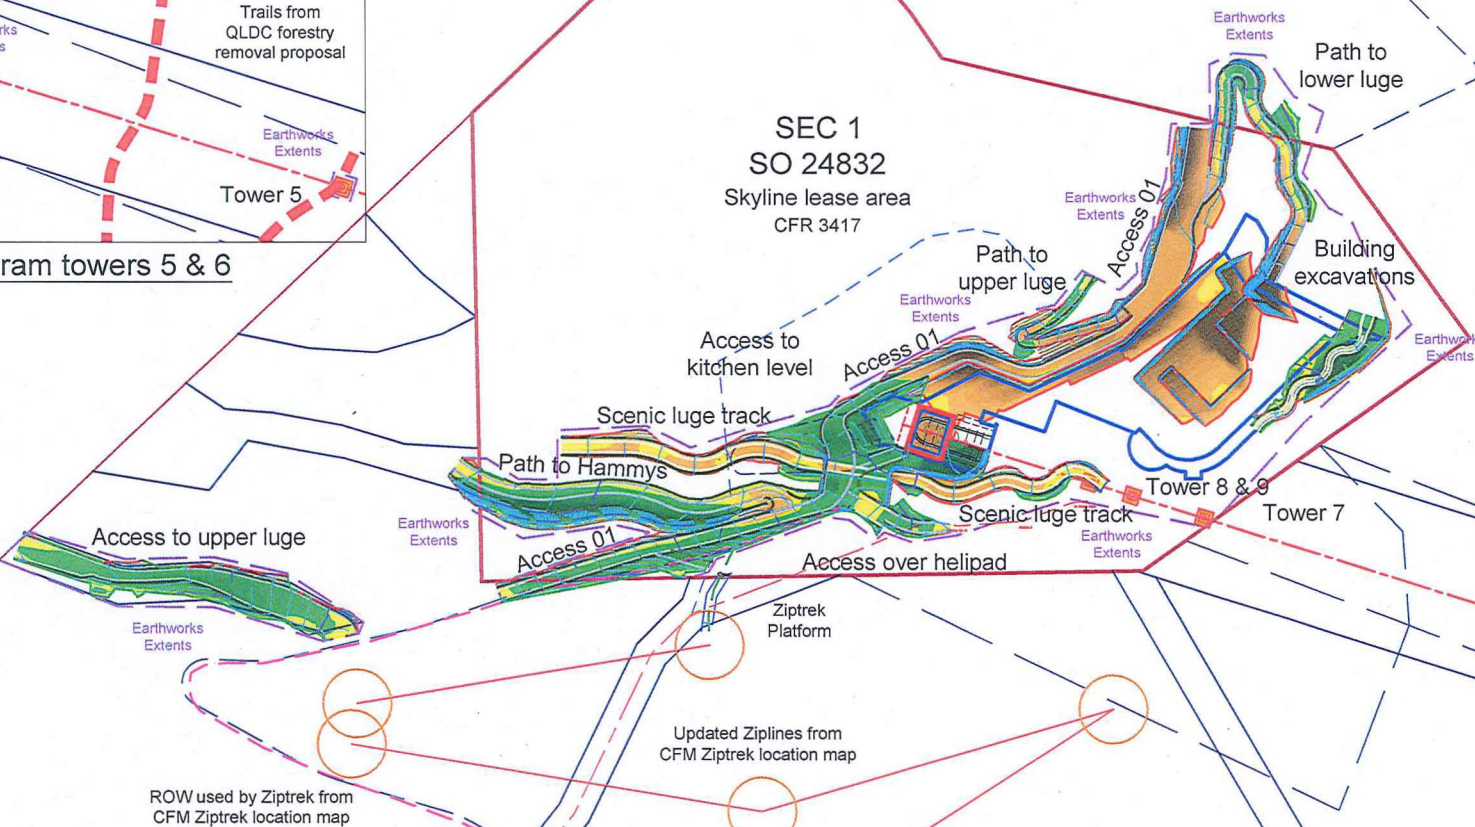 Trails from
QLDC forestry
removal proposal
rks
s
Earthworks
Extents
Tower 5
ram towers 5 & 6
SEC 1
SO 24832
Skyline lease area
CFR 3417
Earthworks
Extents
Path to
lower luge
Earthworks
Extents
Access 01
Building
excavations
Path to
upper luge
Earthworks
Extents
Earthwork
Extents
Access to
kitchen level
Access 01
Scenic luge track
Path to Hammys
Earthworks
Extents
Access 01
Access to upper luge
Earthworks
Extents
Tower 8 & 9
Tower 7
Scenic luge track
Earthworks
Extents
Access over helipad
Ziptrek
Platform
Updated Ziplines from
CFM Ziptrek location map
ROW used by Ziptrek from
CFM Ziptrek location map